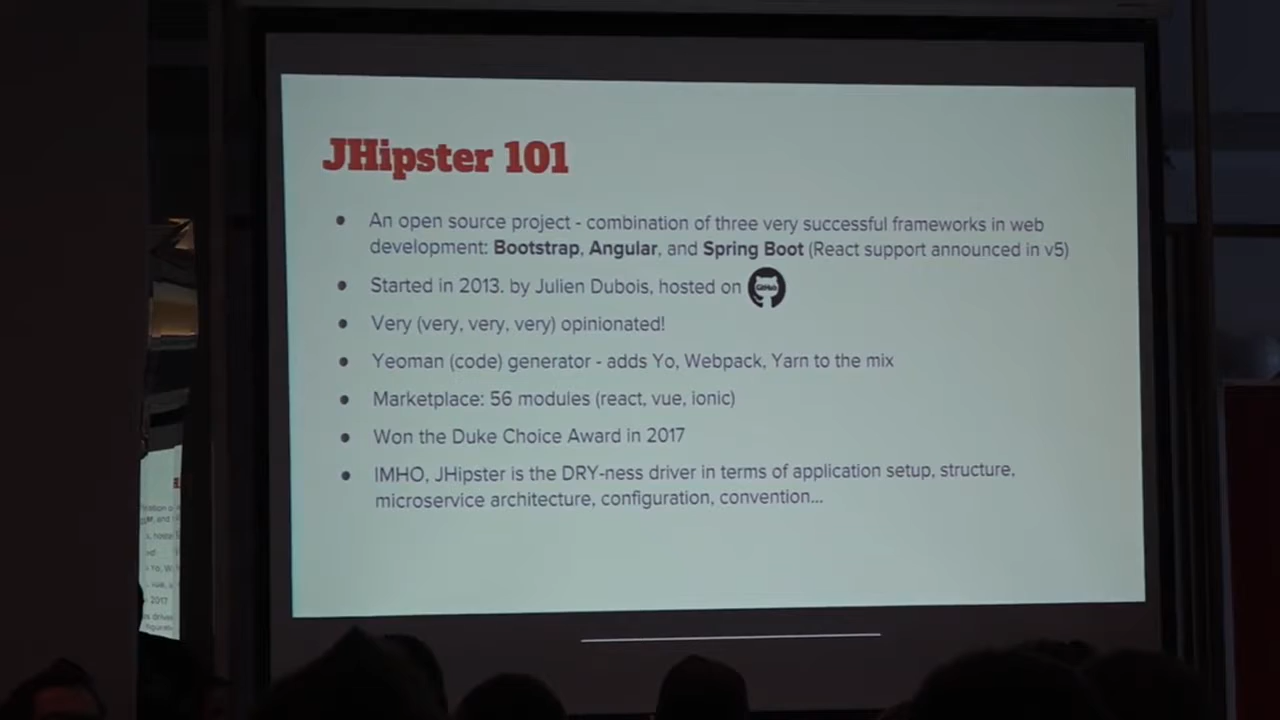 JHipster 101
● An open source project - combination of three very successful frameworks in web
development: Bootstrap, Angular, and Spring Boot (React support announced in v5)
● Started in 2013. by Julien Dubois, hosted on GitHub
● Very (very, very, very) opinionated!
● Yeoman (code) generator - adds Yo, Webpack, Yarn to the mix
● Marketplace: 56 modules (react, vue, ionic)
● Won the Duke Choice Award in 2017
● IMHO, JHipster is the DRY-ness driver in terms of application setup, structure,
microservice architecture, configuration, convention...